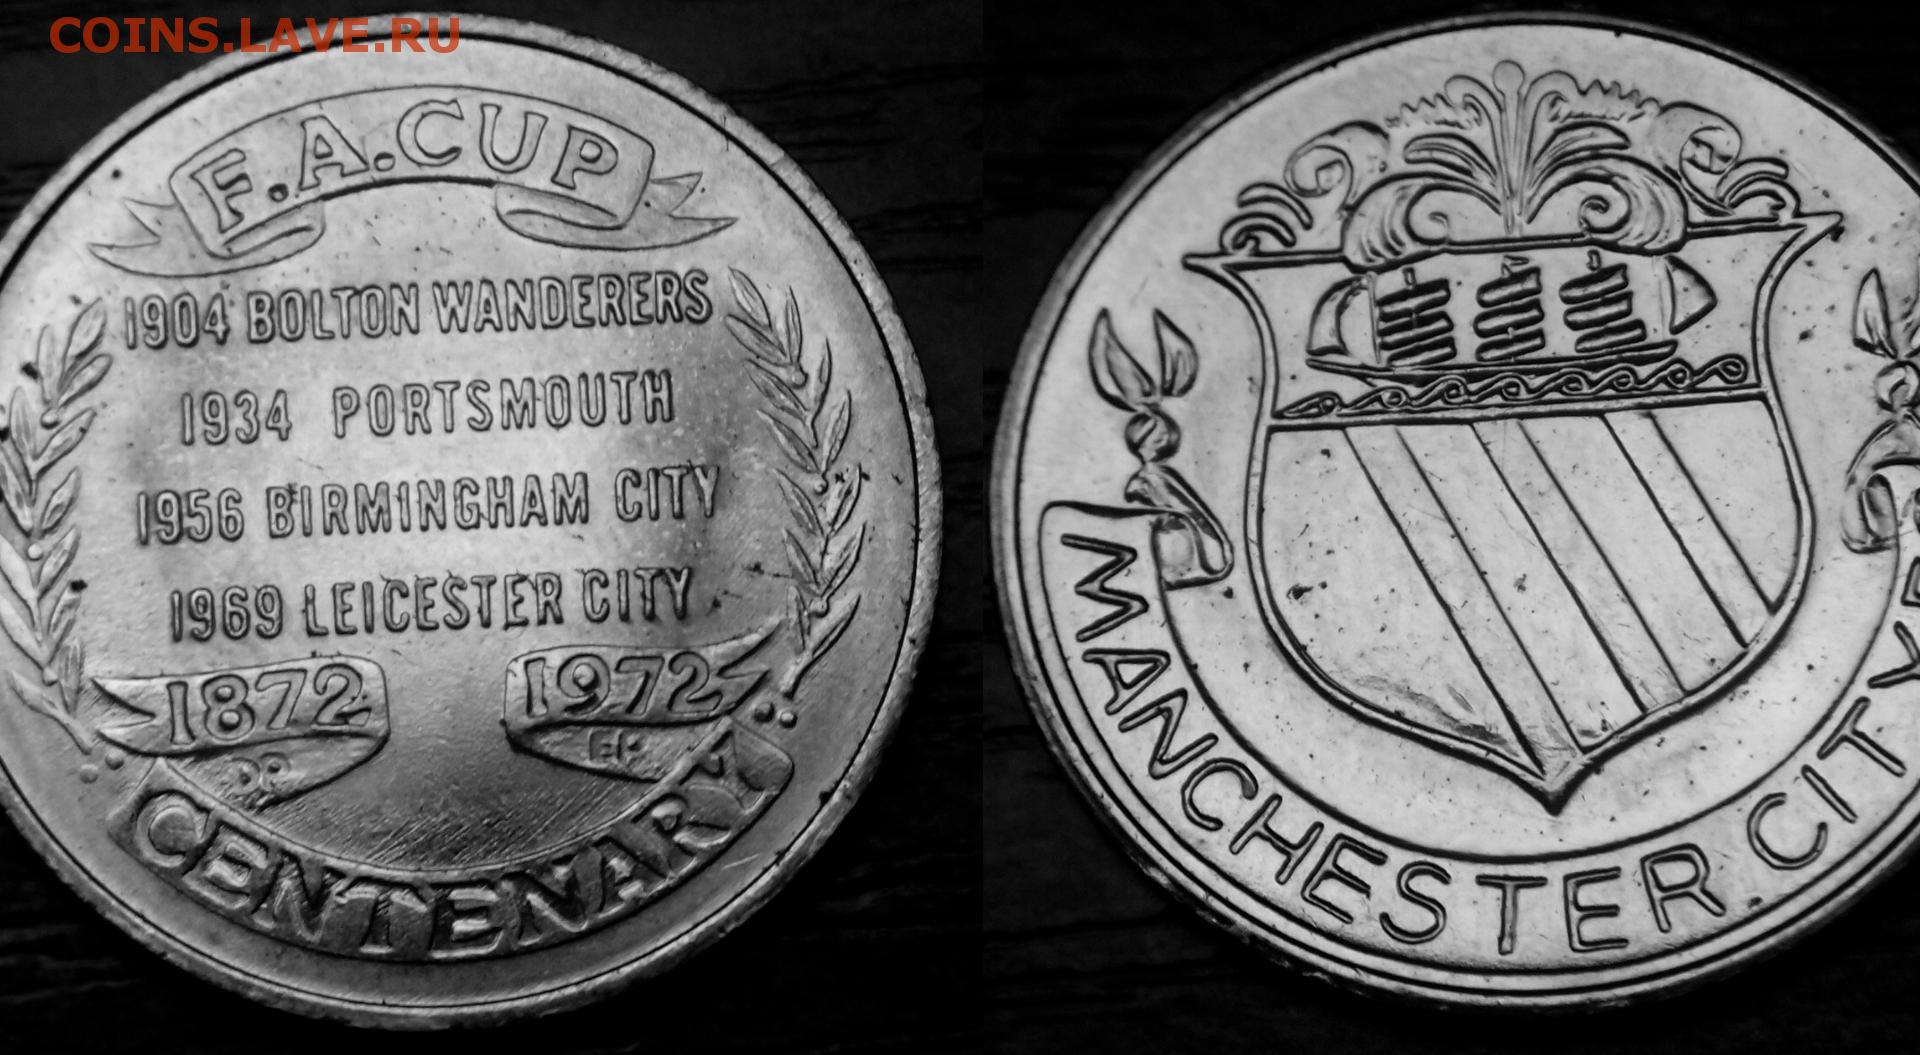 COINS.LAVE.RU
F.A.CUP
1904 BOLTON WANDERERS
1934 PORTSMOUTH
1956 BIRMINGHAM CITY
1969 LEICESTER CITY
1872 1972
CENTENARY
MANCHESTER CITY